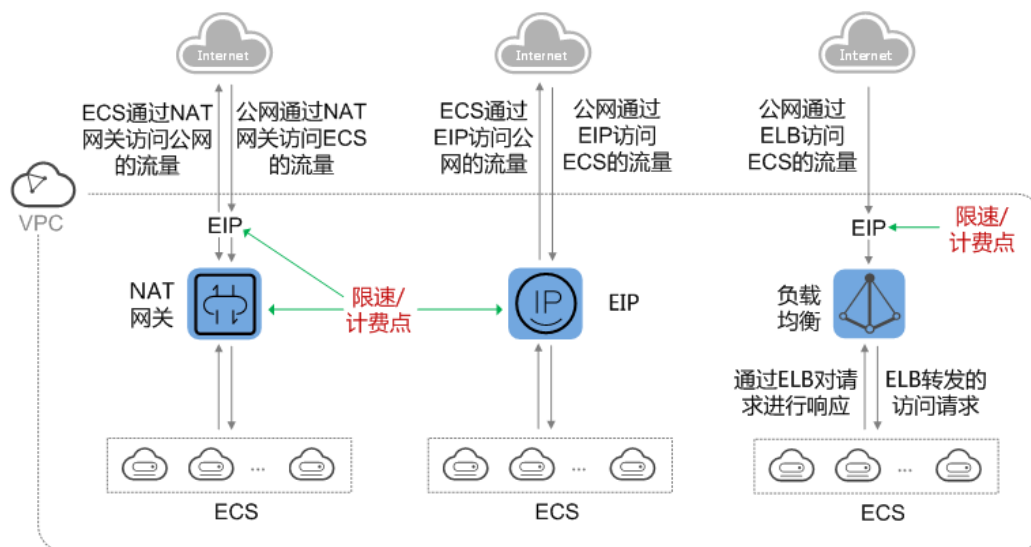 Internet
Internet
Internet
ECS通过NAT
网关访问公网
的流量
公网通过NAT
网关访问ECS
的流量
ECS通过
EIP访问公
网的流量
公网通过
EIP访问
ECS的流量
公网通过
ELB访问
ECS的流量
VPC
EIP
EIP
限速/
计费点
NAT
网关
限速/
计费点
EIP
负载
均衡
IP
通过ELB对请
求进行响应
ELB转发的
访问请求
...
...
...
ECS
ECS
ECS